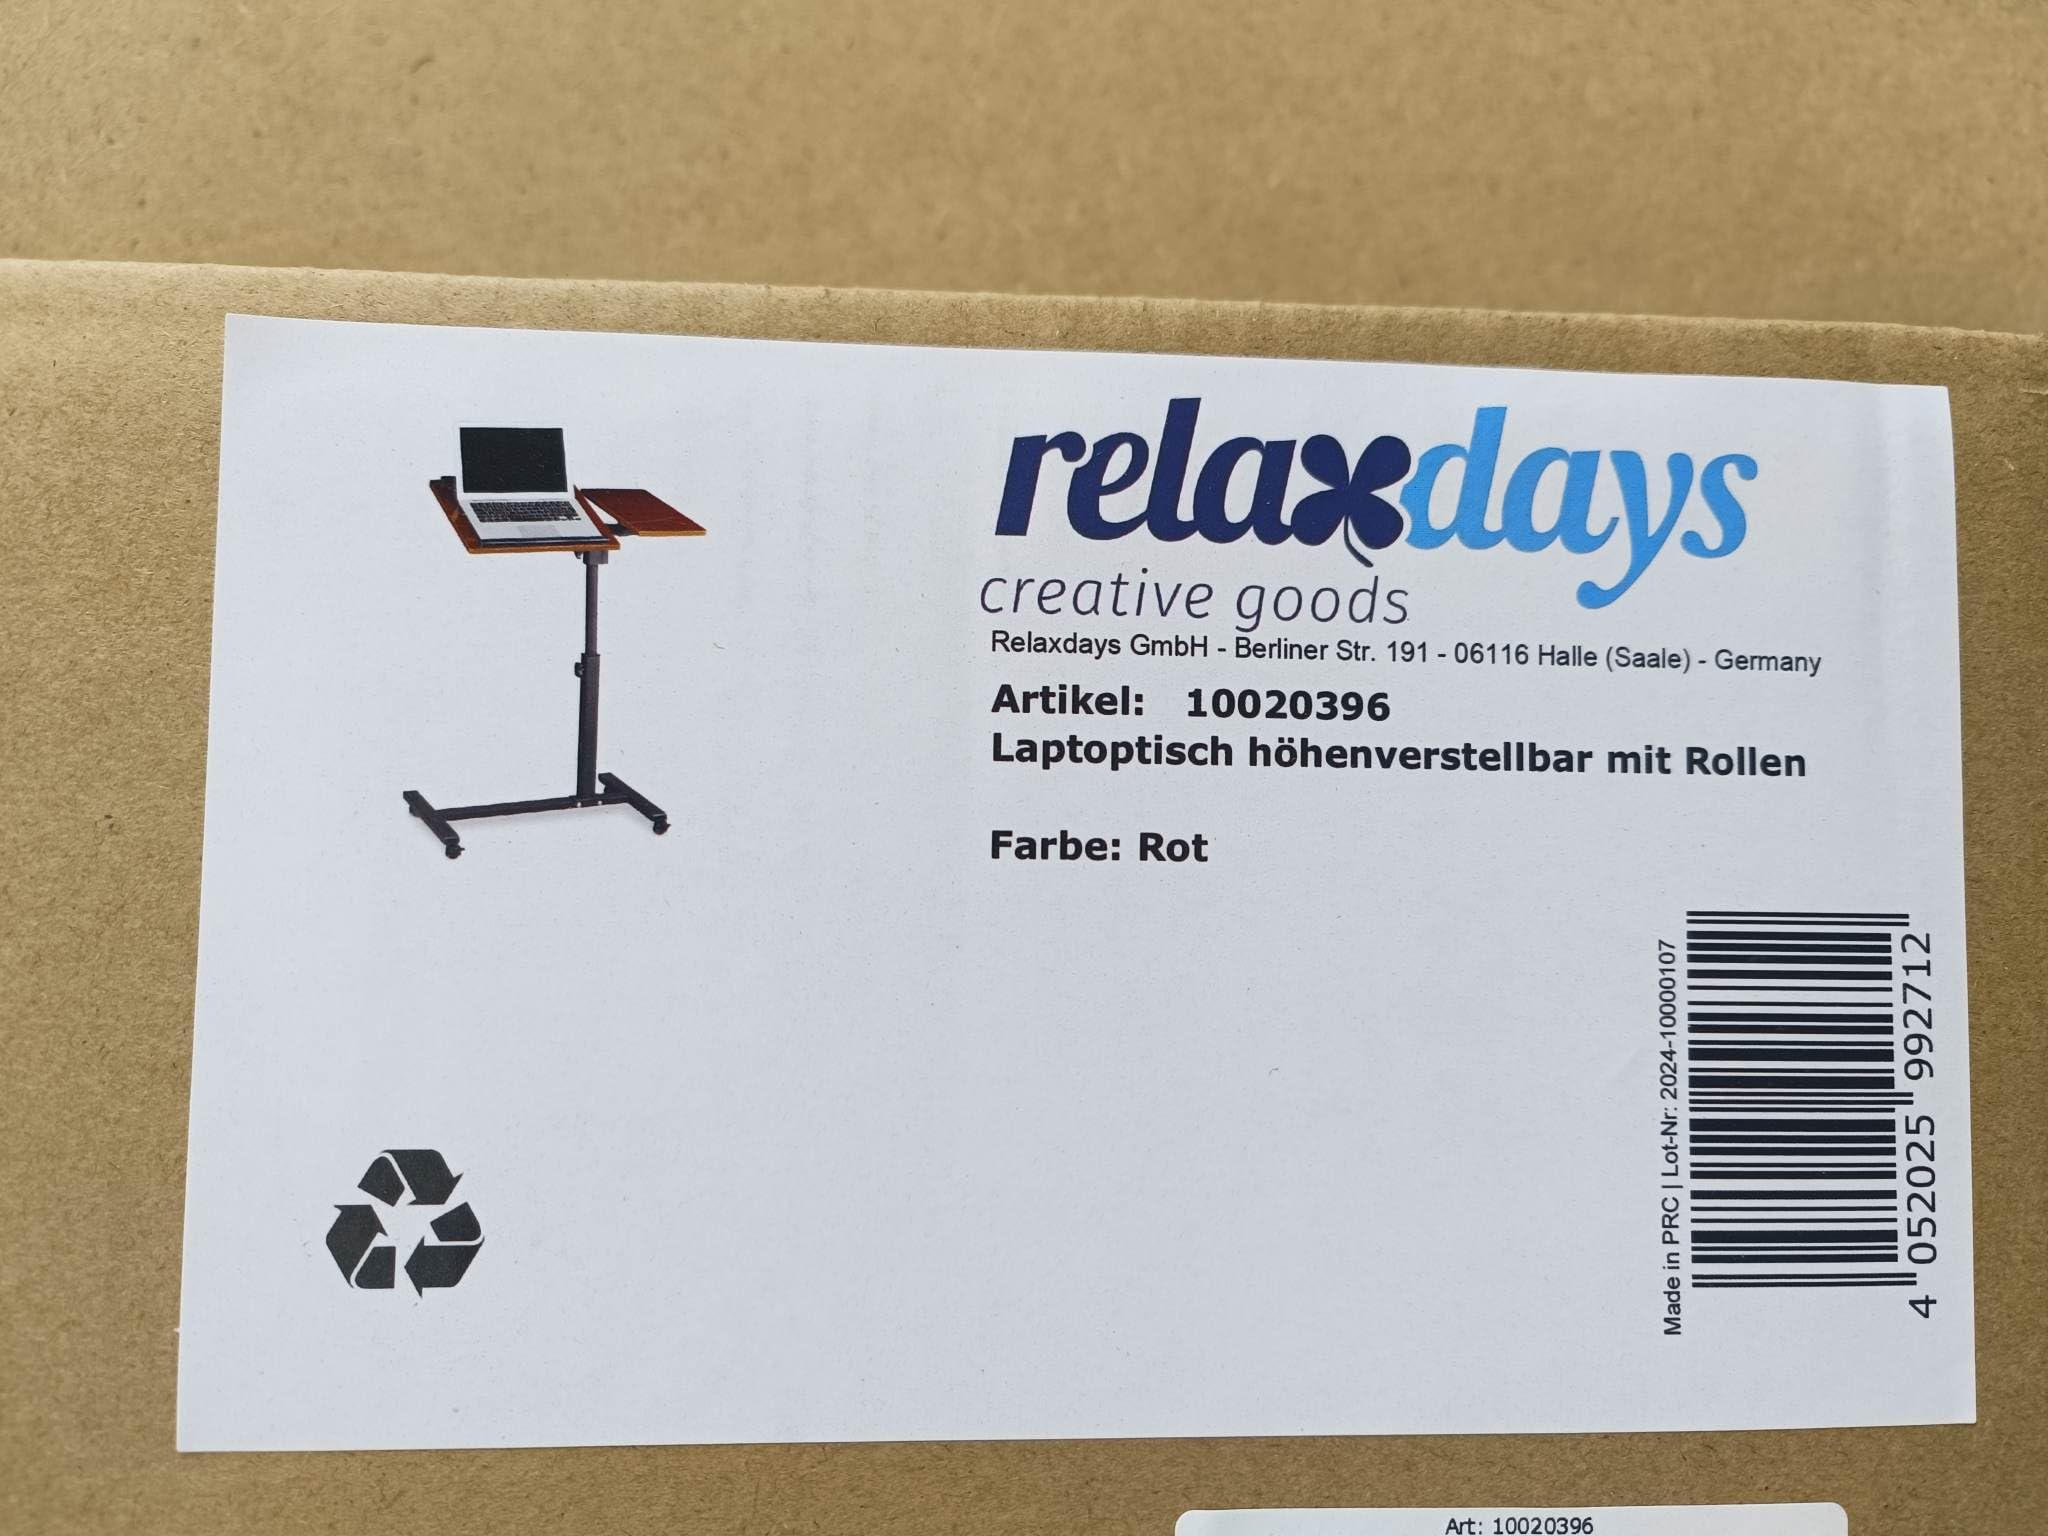 relaxdays
creative goods
Relaxdays GmbH - Berliner Str. 191 - 06116 Halle (Saale) - Germany
Artikel: 10020396
Laptoptisch höhenverstellbar mit Rollen
Farbe: Rot
Made in PRC | Lot-Nr: 2024-10000107
4 052025 992712
Art: 10020396